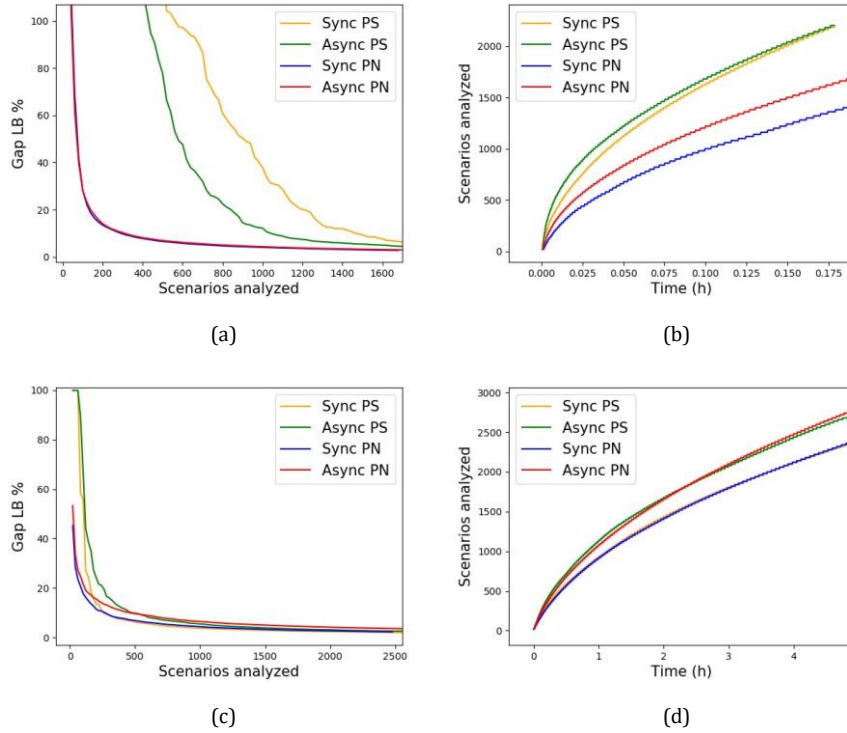 Gap LB %
100
80
60
40
20
0
0 200 400 600 800 1000 1200 1400 1600
Scenarios analyzed
Sync PS
Async PS
Sync PN
Async PN
(a)
Scenarios analyzed
2000
1500
1000
500
0
0.000 0.025 0.050 0.075 0.100 0.125 0.150 0.175
Time (h)
Sync PS
Async PS
Sync PN
Async PN
(b)
Gap LB %
100
80
60
40
20
0
0 500 1000 1500 2000 2500
Scenarios analyzed
Sync PS
Async PS
Sync PN
Async PN
(c)
Scenarios analyzed
3000
2500
2000
1500
1000
500
0
0 1 2 3 4
Time (h)
Sync PS
Async PS
Sync PN
Async PN
(d)